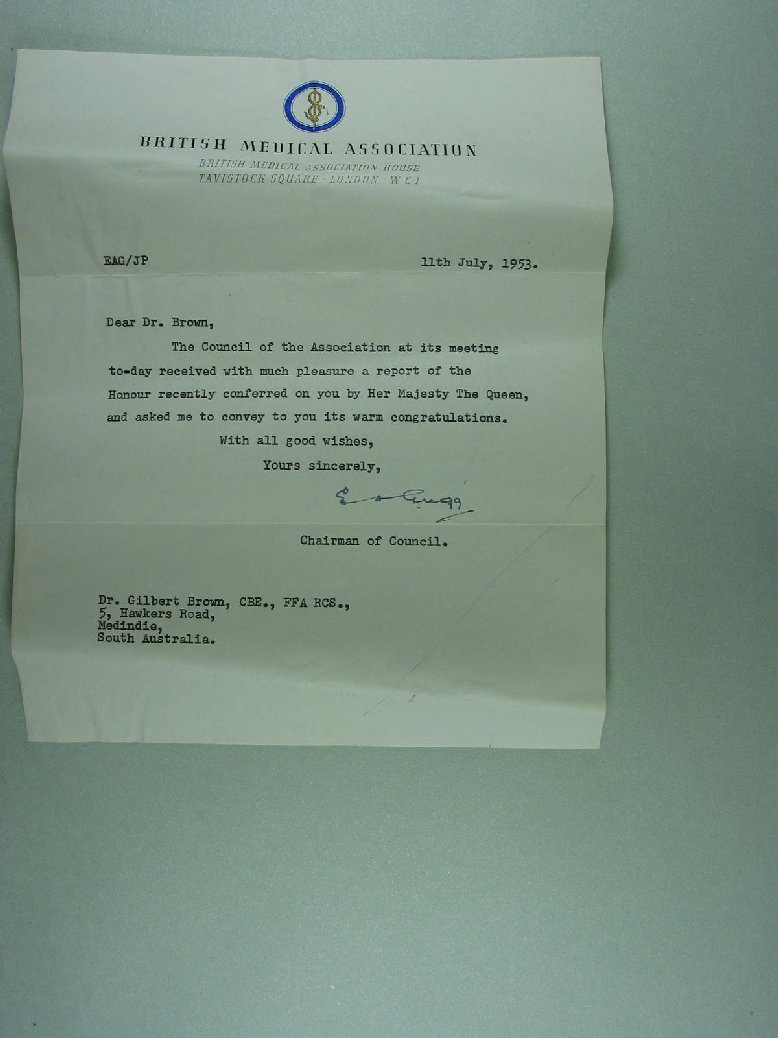 BRITISH MEDICAL ASSOCIATION
BRITISH MEDICAL ASSOCIATION HOUSE
TAVISTOCK SQUARE · LONDON · W C 1
EAG/JP 11th July, 1953.
Dear Dr. Brown,
The Council of the Association at its meeting
to-day received with much pleasure a report of the
Honour recently conferred on you by Her Majesty The Queen,
and asked me to convey to you its warm congratulations.
With all good wishes,
Yours sincerely,
Chairman of Council.
Dr. Gilbert Brown, CBE., FFA RCS.,
5, Hawkers Road,
Medindie,
South Australia.